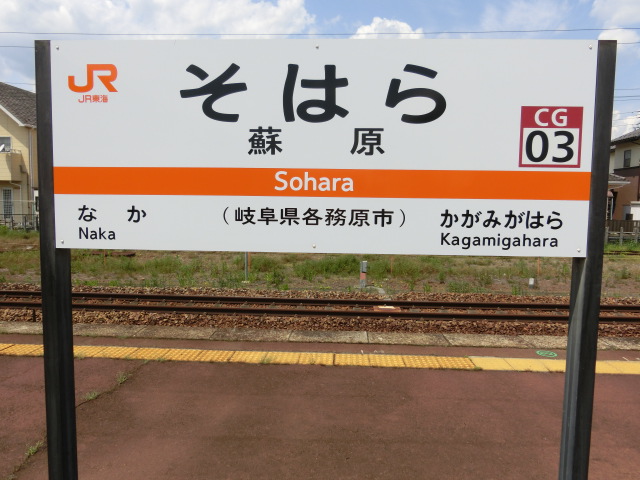 JR
JR東海
そはら
蘇原
CG
03
Sohara
なか
（岐阜県各務原市）
かがみがはら
Naka
Kagamigahara